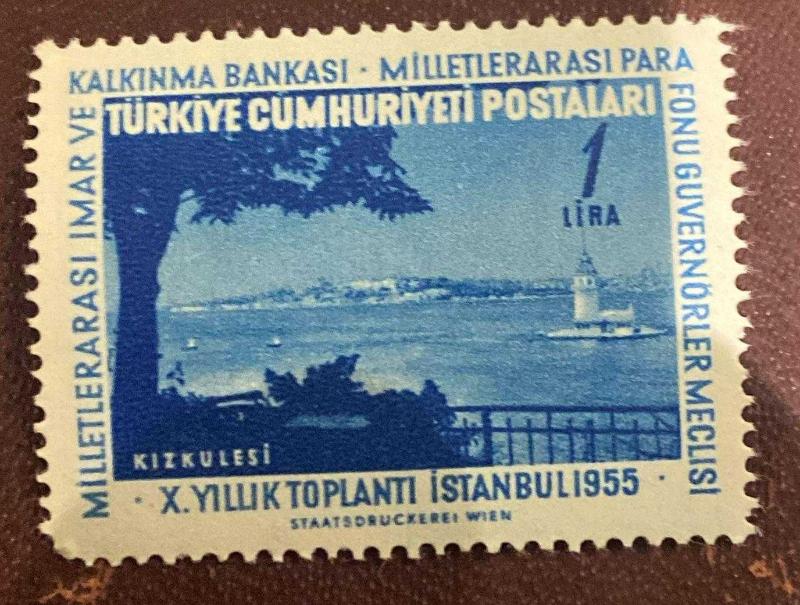 MİLLETLERARASI İMAR VE
KALKINMA BANKASI · MİLLETLERARASI PARA
FONU GUVERNÖRLER MECLİSİ
TÜRKİYE CUMHURİYETİ POSTALARI
1
LİRA
KIZKULESİ
· X. YILLIK TOPLANTI İSTANBUL 1955 ·
STAATSDRUCKEREI WIEN